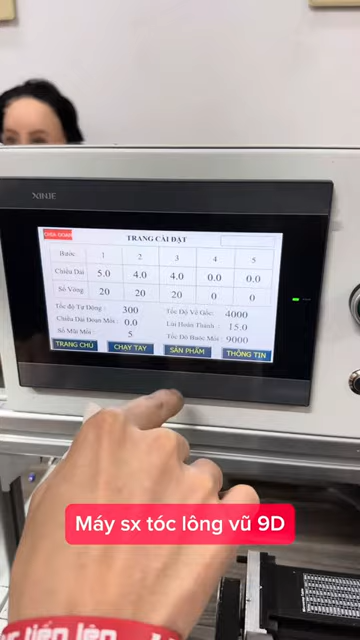 XINJE
TRANG CÀI ĐẶT
Bước 1 2 3 4 5
Chiều Dài 5.0 4.0 4.0 0.0 0.0
Số Vòng 20 20 20 0 0
Tốc độ Tự Động : 300 Tốc Độ Về Gốc: 4000
Chiều Dài Đoạn Mồi : 0.0 Lùi Hoàn Thành : 15.0
Số Mũi Mồi : 5 Tốc Độ Bước Mồi : 9000
TRANG CHỦ CHẠY TAY SẢN PHẨM THÔNG TIN
Máy sx tóc lông vũ 9D
tiến lên